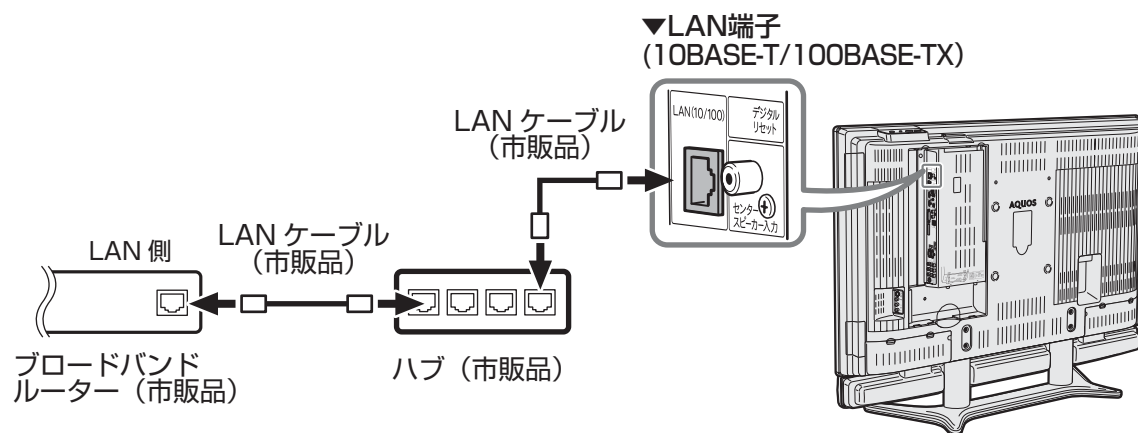 ▼LAN端子
(10BASE-T/100BASE-TX)
LAN(10/100)
デジタル
リセット
センター
スピーカー入力
LAN ケーブル
（市販品）
AQUOS
LAN 側
LAN ケーブル
（市販品）
ブロードバンド
ルーター（市販品）
ハブ（市販品）